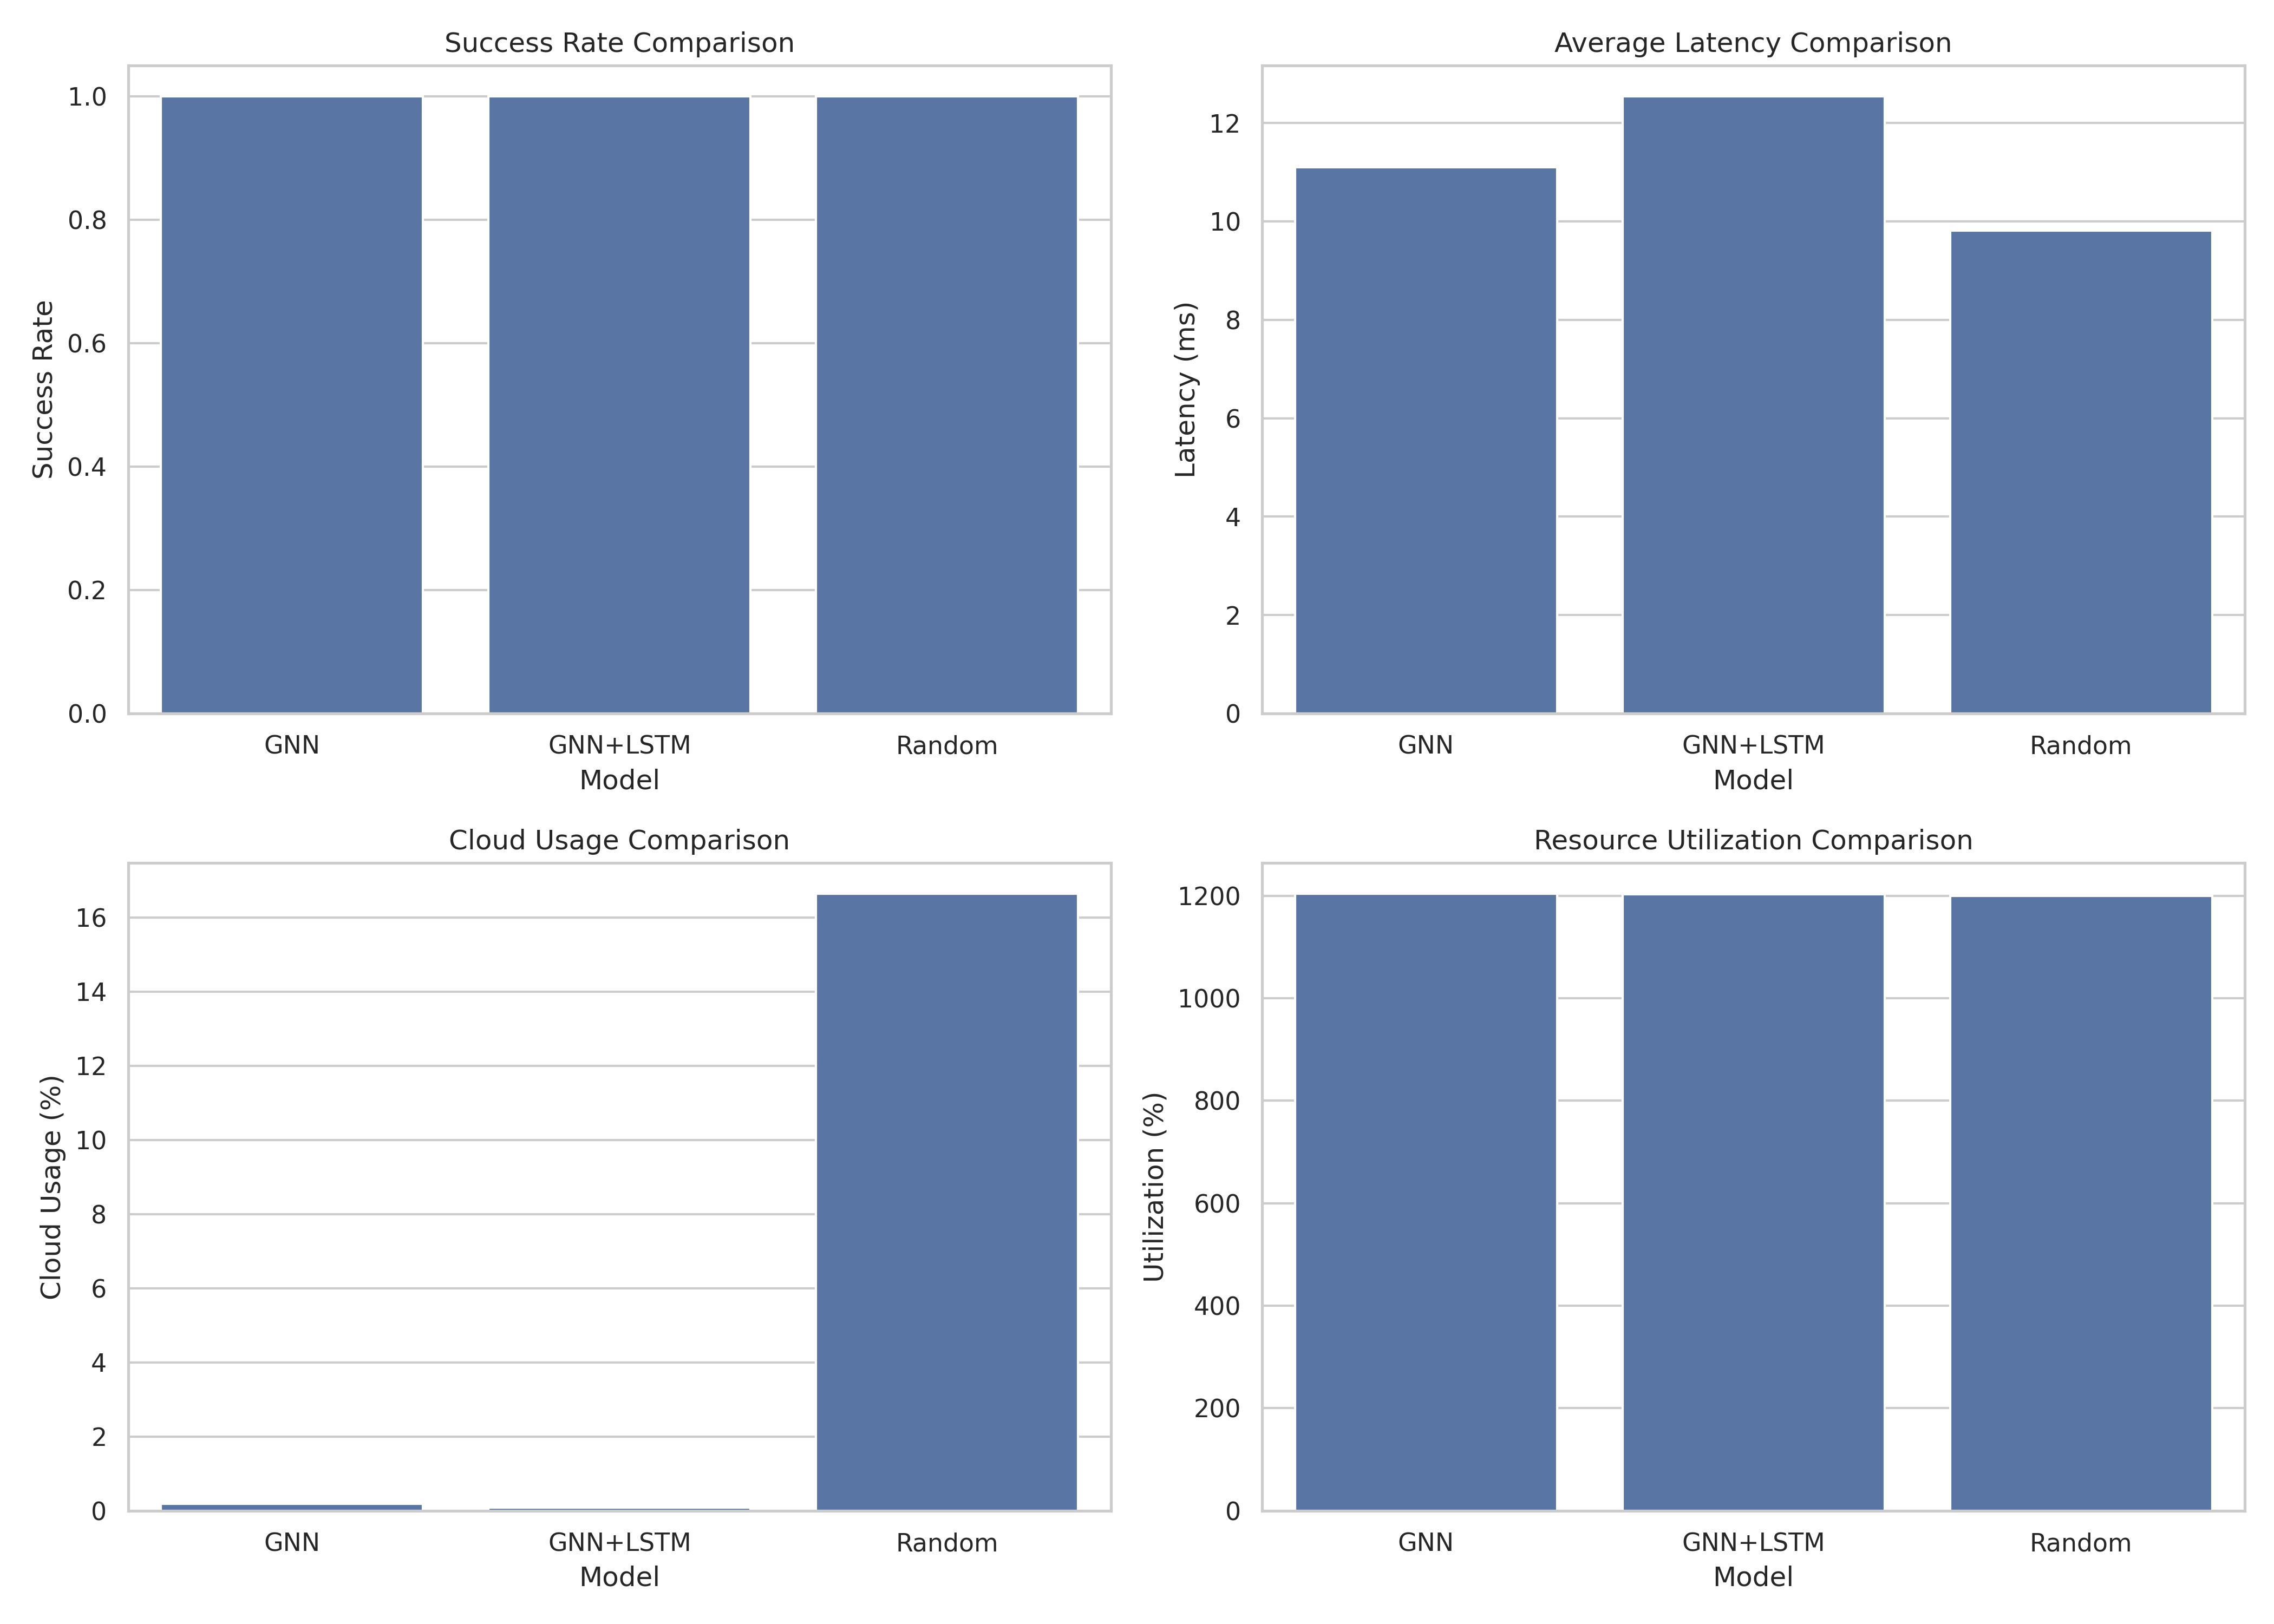 Success Rate Comparison
Success Rate
1.0
0.8
0.6
0.4
0.2
0.0
GNN GNN+LSTM Random
Model
Average Latency Comparison
Latency (ms)
12
10
8
6
4
2
0
GNN GNN+LSTM Random
Model
Cloud Usage Comparison
Cloud Usage (%)
16
14
12
10
8
6
4
2
0
GNN GNN+LSTM Random
Model
Resource Utilization Comparison
Utilization (%)
1200
1000
800
600
400
200
0
GNN GNN+LSTM Random
Model